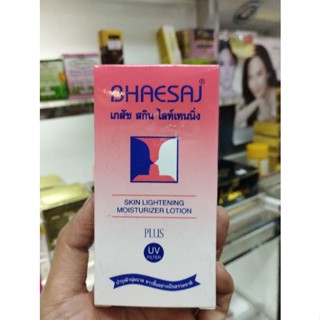 BHAESAJ®
เภสัช สกิน ไลท์เทนนิ่ง
SKIN LIGHTENING
MOISTURIZER LOTION
PLUS
UV
FILTER